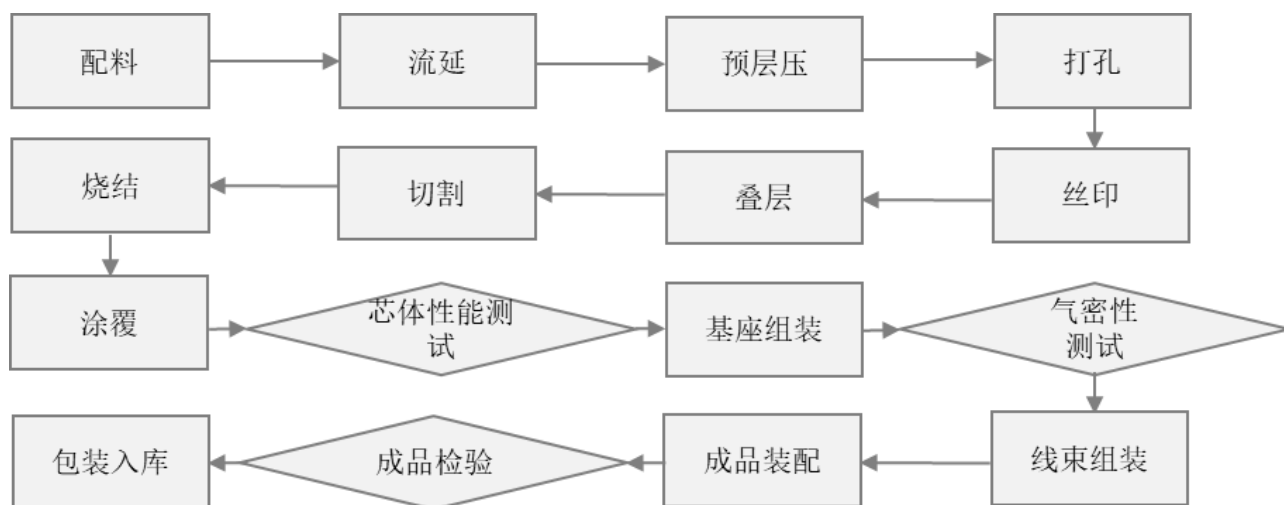 配料
流延
预层压
打孔
烧结
切割
叠层
丝印
涂覆
芯体性能测
试
基座组装
气密性
测试
包装入库
成品检验
成品装配
线束组装